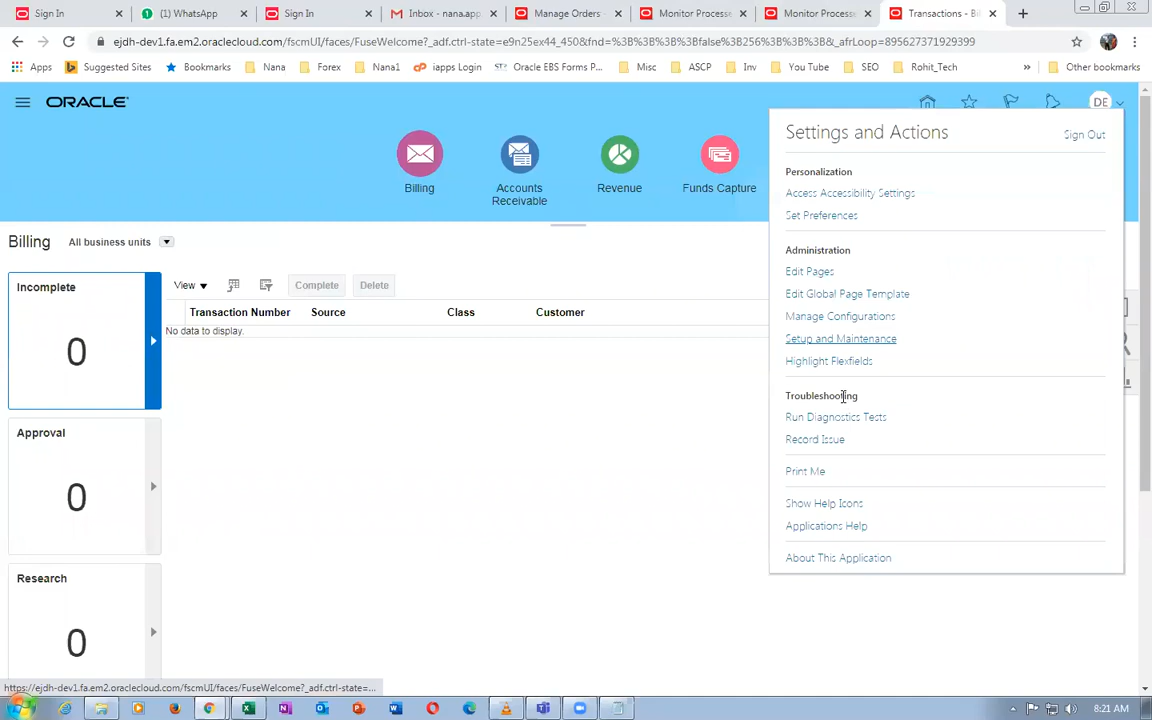 Sign In
(1) WhatsApp
Sign In
Inbox - nana.app
Manage Orders -
Monitor Processe
Monitor Processe
Transactions - Bi
ejdh-dev1.fa.em2.oraclecloud.com/fscmUI/faces/FuseWelcome?_adf.ctrl-state=e9n25ex44_450&fnd=%3B%3B%3B%3Bfalse%3B256%3B%3B%3B&_afrLoop=895627371929399
Apps
Suggested Sites
Bookmarks
Nana
Forex
Nana1
iapps Login
Oracle EBS Forms P...
Misc
ASCP
Inv
You Tube
SEO
Rohit_Tech
»
Other bookmarks
ORACLE
DE
Billing
Accounts
Receivable
Revenue
Funds Capture
Settings and Actions
Sign Out
Personalization
Access Accessibility Settings
Set Preferences
Administration
Edit Pages
Edit Global Page Template
Manage Configurations
Setup and Maintenance
Highlight Flexfields
Troubleshooting
Run Diagnostics Tests
Record Issue
Print Me
Show Help Icons
Applications Help
About This Application
Billing
All business units
Incomplete
0
View
Complete
Delete
Transaction Number
Source
Class
Customer
No data to display.
Approval
0
Research
0
https://ejdh-dev1.fa.em2.oraclecloud.com/fscmUI/faces/FuseWelcome?_adf.ctrl-state=...
8:21 AM